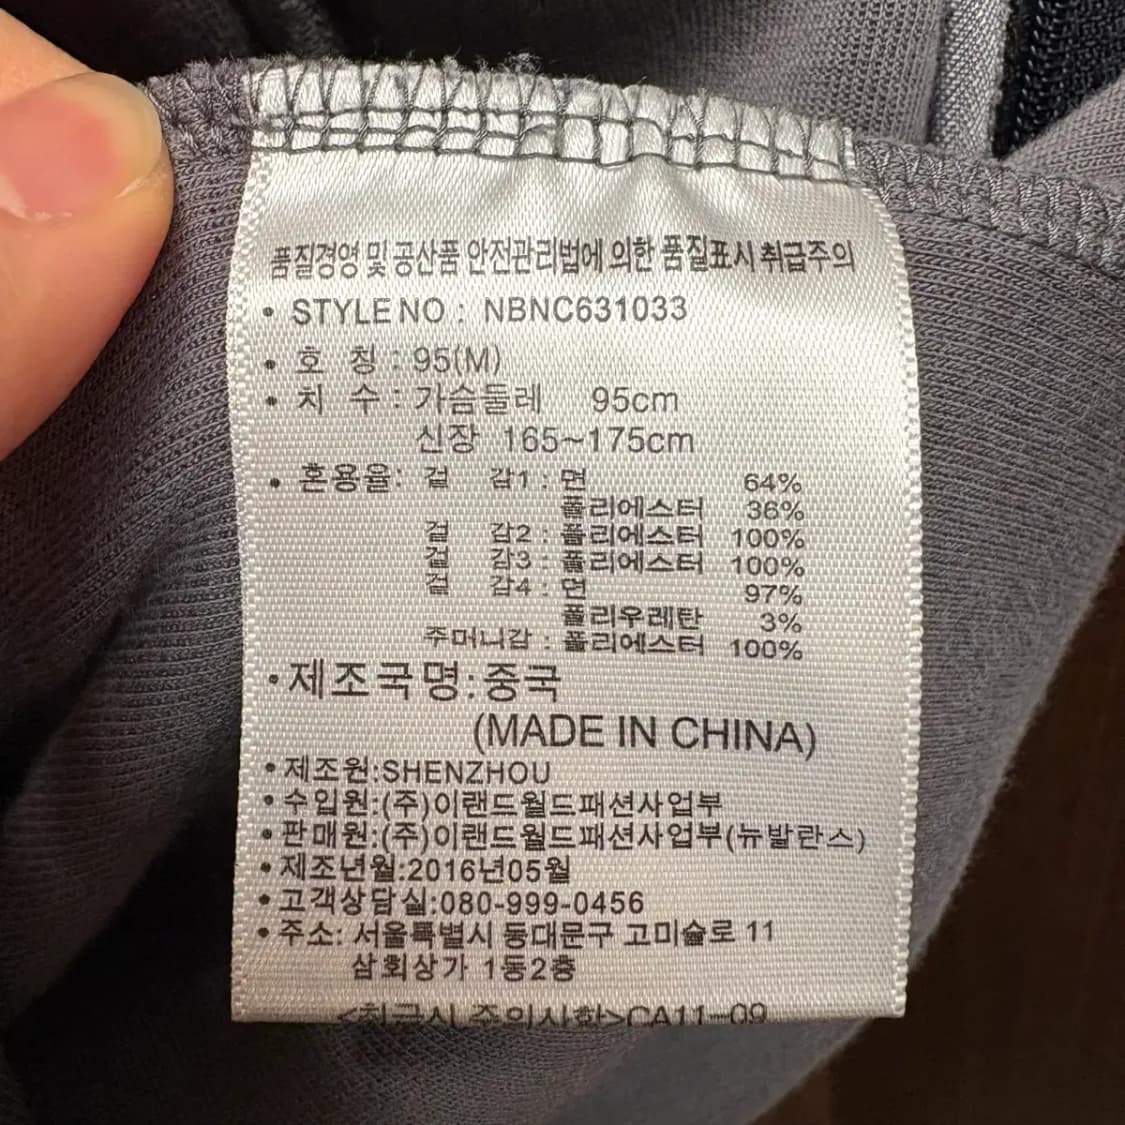 품질경영 및 공산품 안전관리법에 의한 품질표시 취급주의
• STYLE NO : NBNC631033
• 호 칭 : 95(M)
• 치 수 : 가슴둘레 95cm
신장 165~175cm
• 혼용율: 겉 감1 : 면 64%
폴리에스터 36%
겉 감2 : 폴리에스터 100%
겉 감3 : 폴리에스터 100%
겉 감4 : 면 97%
폴리우레탄 3%
주머니감 : 폴리에스터 100%
• 제조국명:중국
(MADE IN CHINA)
• 제조원:SHENZHOU
• 수입원:(주)이랜드월드패션사업부
• 판매원:(주)이랜드월드패션사업부(뉴발란스)
• 제조년월:2016년05월
• 고객상담실:080-999-0456
• 주소: 서울특별시 동대문구 고미술로 11
삼희상가 1동2층
<취급시 주의사항>CA11-09